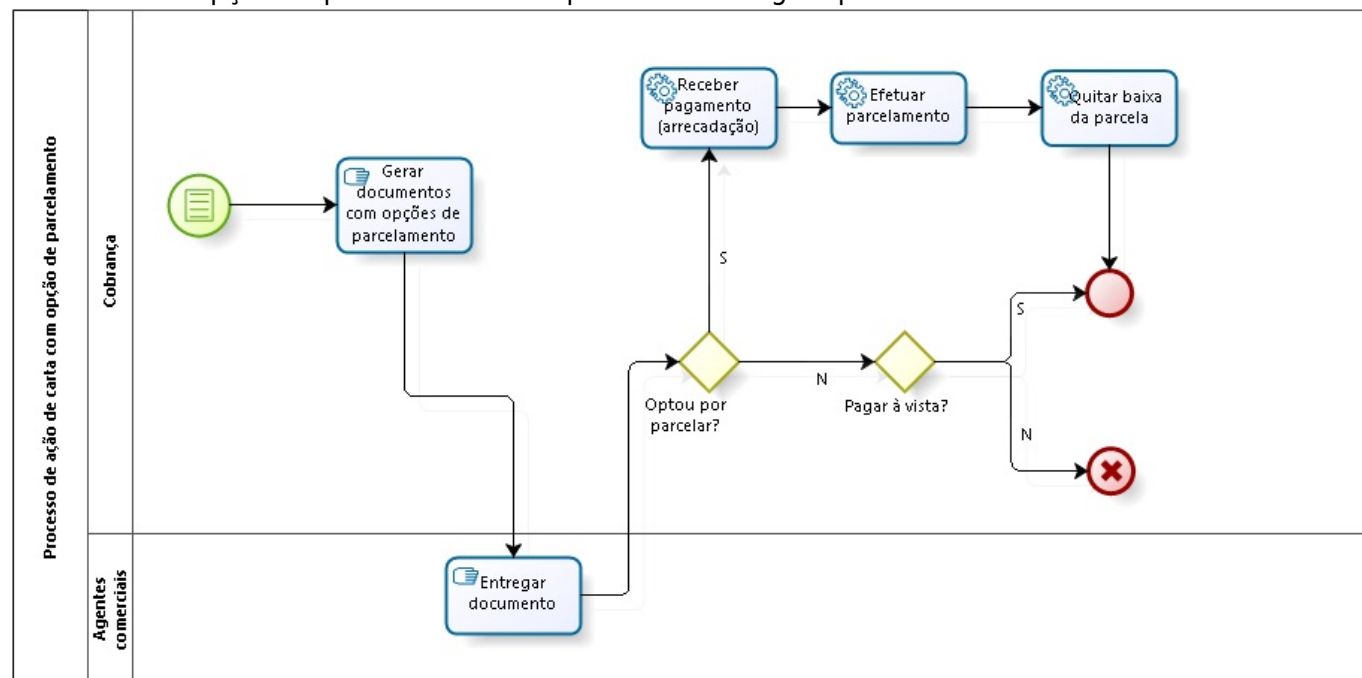 Processo de ação de carta com opção de parcelamento
Cobrança
Gerar
documentos
com opções de
parcelamento
Receber
pagamento
(arrecadação)
Efetuar
parcelamento
Quitar baixa
da parcela
S
Optou por
parcelar?
N
Pagar à vista?
S
N
Agentes
comerciais
Entregar
documento